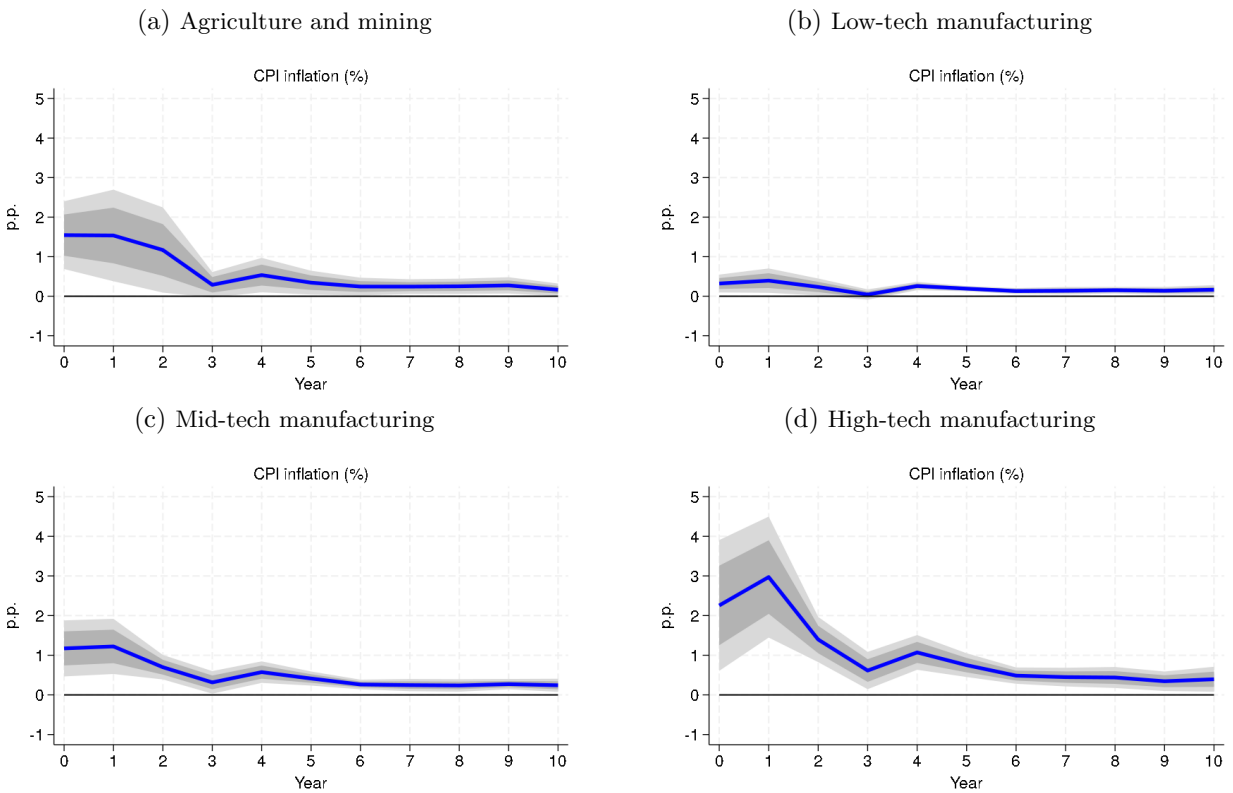 (a) Agriculture and mining
CPI inflation (%)
5
4
3
2
1
0
-1
p.p.
0 1 2 3 4 5 6 7 8 9 10
Year
(b) Low-tech manufacturing
CPI inflation (%)
5
4
3
2
1
0
-1
p.p.
0 1 2 3 4 5 6 7 8 9 10
Year
(c) Mid-tech manufacturing
CPI inflation (%)
5
4
3
2
1
0
-1
p.p.
0 1 2 3 4 5 6 7 8 9 10
Year
(d) High-tech manufacturing
CPI inflation (%)
5
4
3
2
1
0
-1
p.p.
0 1 2 3 4 5 6 7 8 9 10
Year